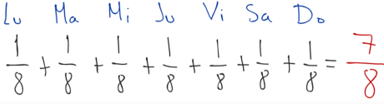 Lu Ma Mi Ju Vi Sa Do
1/8 + 1/8 + 1/8 + 1/8 + 1/8 + 1/8 + 1/8 = 7/8